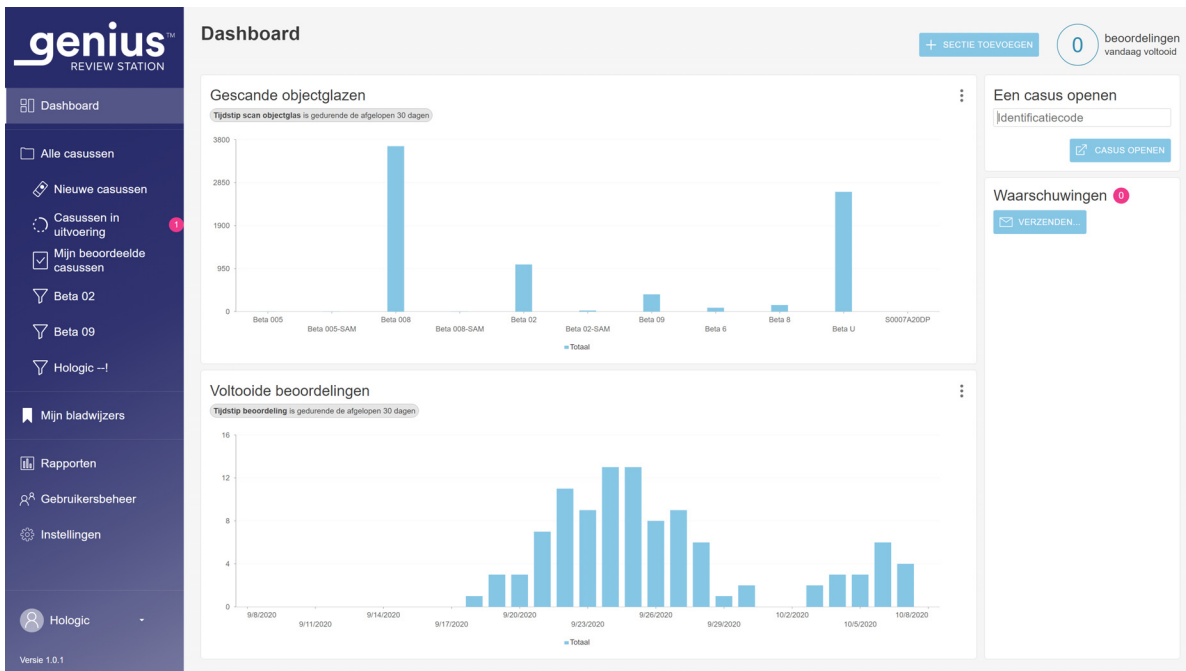 genius™
REVIEW STATION
Dashboard
Alle casussen
Nieuwe casussen
Casussen in
uitvoering
1
Mijn beoordeelde
casussen
Beta 02
Beta 09
Hologic --!
Mijn bladwijzers
Rapporten
Gebruikersbeheer
Instellingen
Hologic
Versie 1.0.1
Dashboard
SECTIE TOEVOEGEN
0
beoordelingen
vandaag voltooid
Gescande objectglazen
Tijdstip scan objectglas is gedurende de afgelopen 30 dagen
3800
2850
1900
950
0
Beta 005
Beta 005-SAM
Beta 008
Beta 008-SAM
Beta 02
Beta 02-SAM
Beta 09
Beta 6
Beta 8
Beta U
S0007A20DP
Totaal
Voltooide beoordelingen
Tijdstip beoordeling is gedurende de afgelopen 30 dagen
16
12
8
4
0
9/8/2020
9/11/2020
9/14/2020
9/17/2020
9/20/2020
9/23/2020
9/26/2020
9/29/2020
10/2/2020
10/5/2020
10/8/2020
Totaal
Een casus openen
Identificatiecode
CASUS OPENEN
Waarschuwingen 0
VERZENDEN...